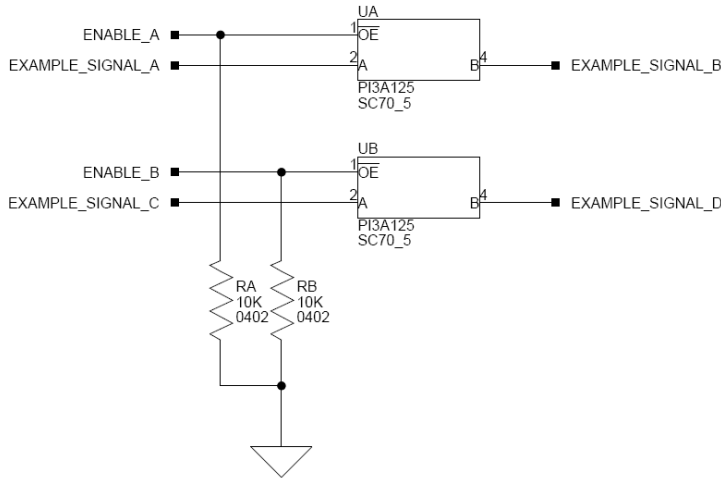 UA
ENABLE_A
1
OE
EXAMPLE_SIGNAL_A
2
A
B
4
EXAMPLE_SIGNAL_B
PI3A125
SC70_5
UB
ENABLE_B
1
OE
EXAMPLE_SIGNAL_C
2
A
B
4
EXAMPLE_SIGNAL_D
PI3A125
SC70_5
RA
10K
0402
RB
10K
0402